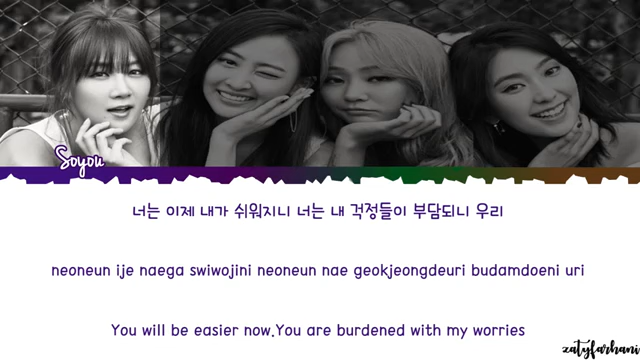 Soyou
너는 이제 내가 쉬워지니 너는 내 걱정들이 부담되니 우리
neoneun ije naega swiwojini neoneun nae geokjeongdeuri budamdoeni uri
You will be easier now.You are burdened with my worries
zatyfarhani